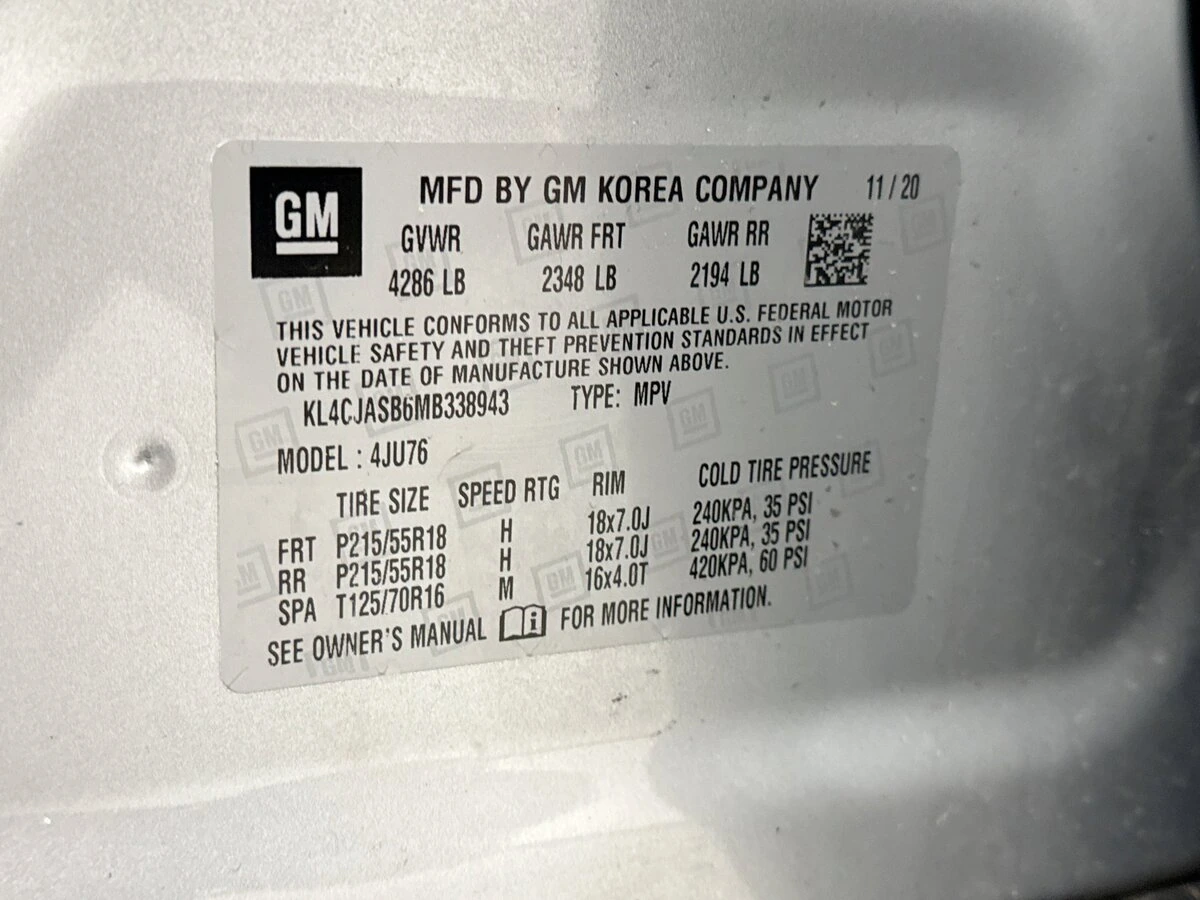 GM
MFD BY GM KOREA COMPANY 11/20
GVWR GAWR FRT GAWR RR
4286 LB 2348 LB 2194 LB
THIS VEHICLE CONFORMS TO ALL APPLICABLE U.S. FEDERAL MOTOR
VEHICLE SAFETY AND THEFT PREVENTION STANDARDS IN EFFECT
ON THE DATE OF MANUFACTURE SHOWN ABOVE.
KL4CJASB6MB338943 TYPE: MPV
MODEL : 4JU76
TIRE SIZE SPEED RTG RIM COLD TIRE PRESSURE
FRT P215/55R18 H 18x7.0J 240KPA, 35 PSI
RR P215/55R18 H 18x7.0J 240KPA, 35 PSI
SPA T125/70R16 M 16x4.0T 420KPA, 60 PSI
SEE OWNER'S MANUAL i FOR MORE INFORMATION.